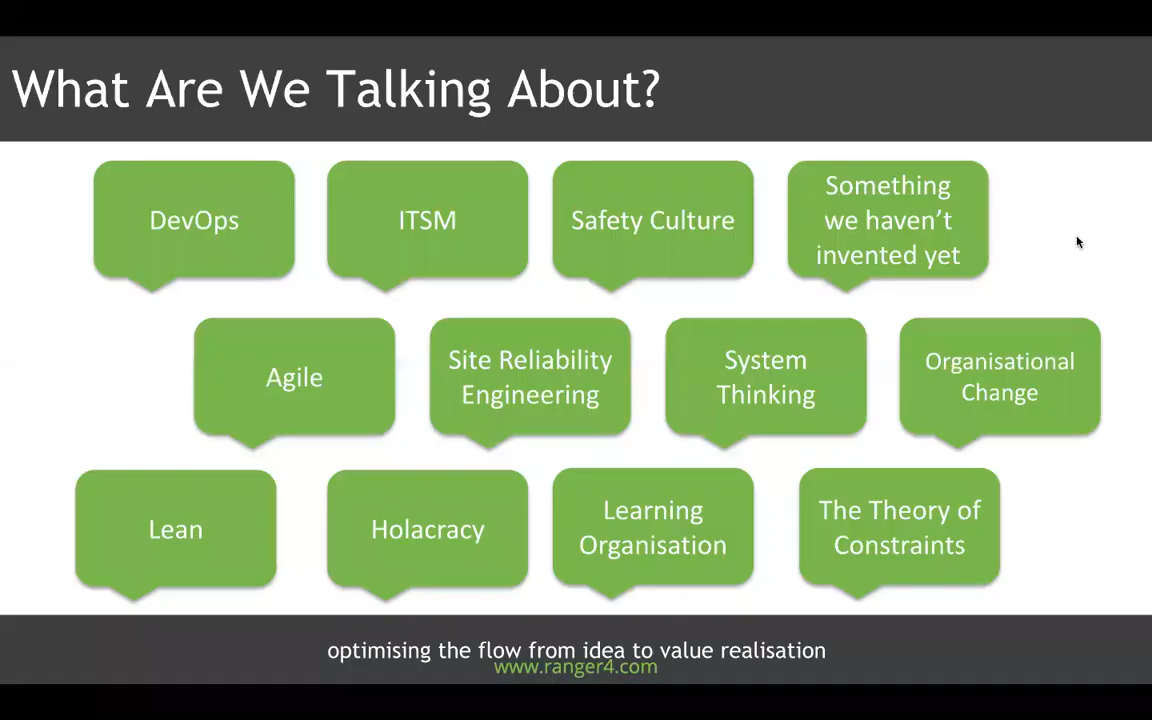 What Are We Talking About?
DevOps
ITSM
Safety Culture
Something
we haven’t
invented yet
Agile
Site Reliability
Engineering
System
Thinking
Organisational
Change
Lean
Holacracy
Learning
Organisation
The Theory of
Constraints
optimising the flow from idea to value realisation
www.ranger4.com